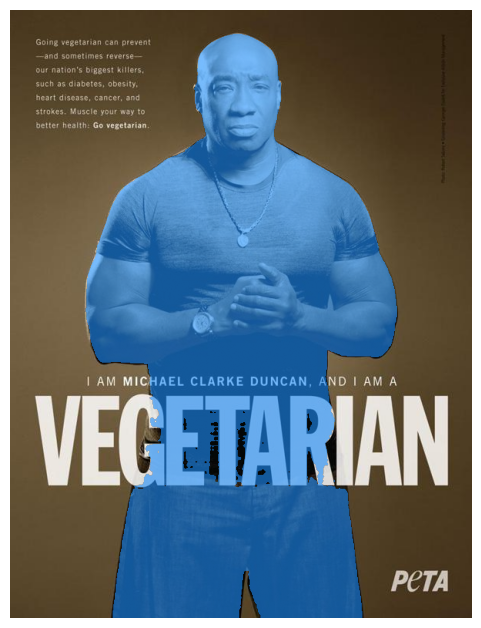 Going vegetarian can prevent
—and sometimes reverse—
our nation's biggest killers,
such as diabetes, obesity,
heart disease, cancer, and
strokes. Muscle your way to
better health: Go vegetarian.
I AM MICHAEL CLARKE DUNCAN, AND I AM A
VEGETARIAN
PeTA